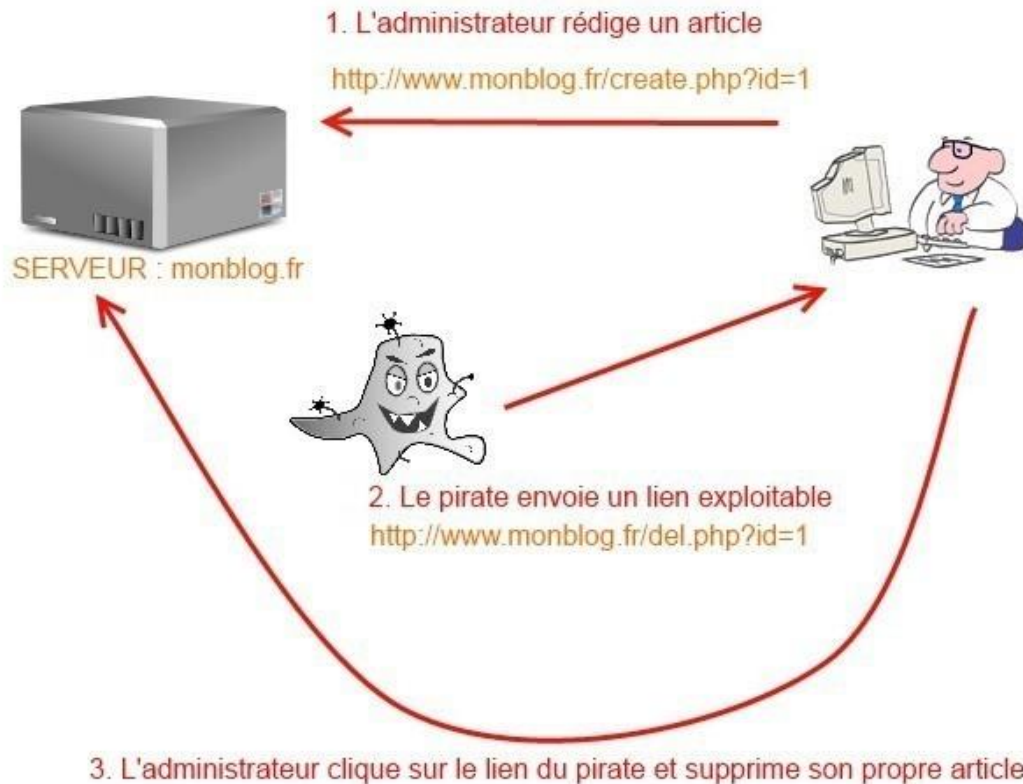 1. L'administrateur rédige un article
http://www.monblog.fr/create.php?id=1
SERVEUR : monblog.fr
2. Le pirate envoie un lien exploitable
http://www.monblog.fr/del.php?id=1
3. L'administrateur clique sur le lien du pirate et supprime son propre article